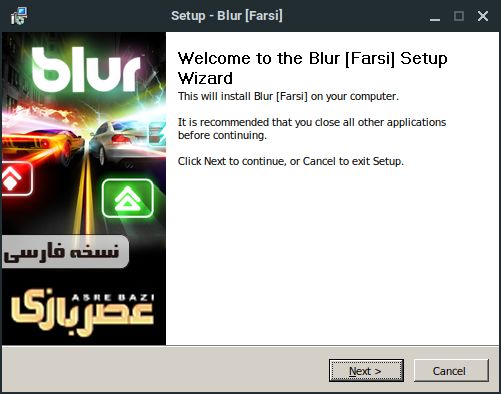 Setup - Blur [Farsi]
blur
Welcome to the Blur [Farsi] Setup
Wizard
This will install Blur [Farsi] on your computer.
It is recommended that you close all other applications
before continuing.
Click Next to continue, or Cancel to exit Setup.
نسخه فارسی
ASRE BAZI
عصر بازی
Next >
Cancel